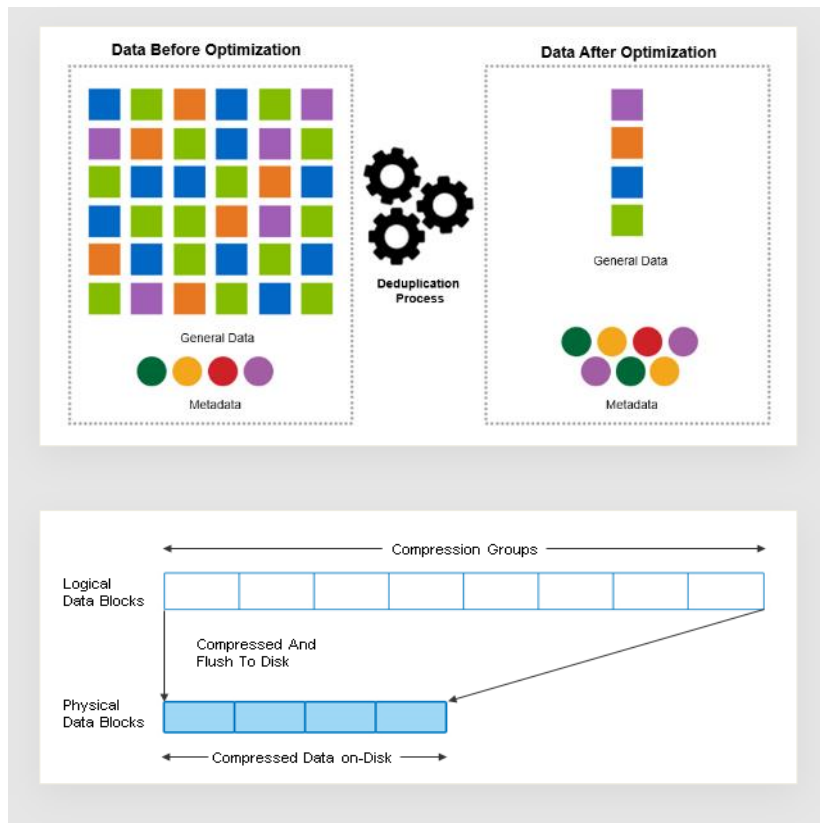 Data Before Optimization
Data After Optimization
Deduplication
Process
General Data
Metadata
General Data
Metadata
Compression Groups
Logical
Data Blocks
Compressed And
Flush To Disk
Physical
Data Blocks
Compressed Data on-Disk